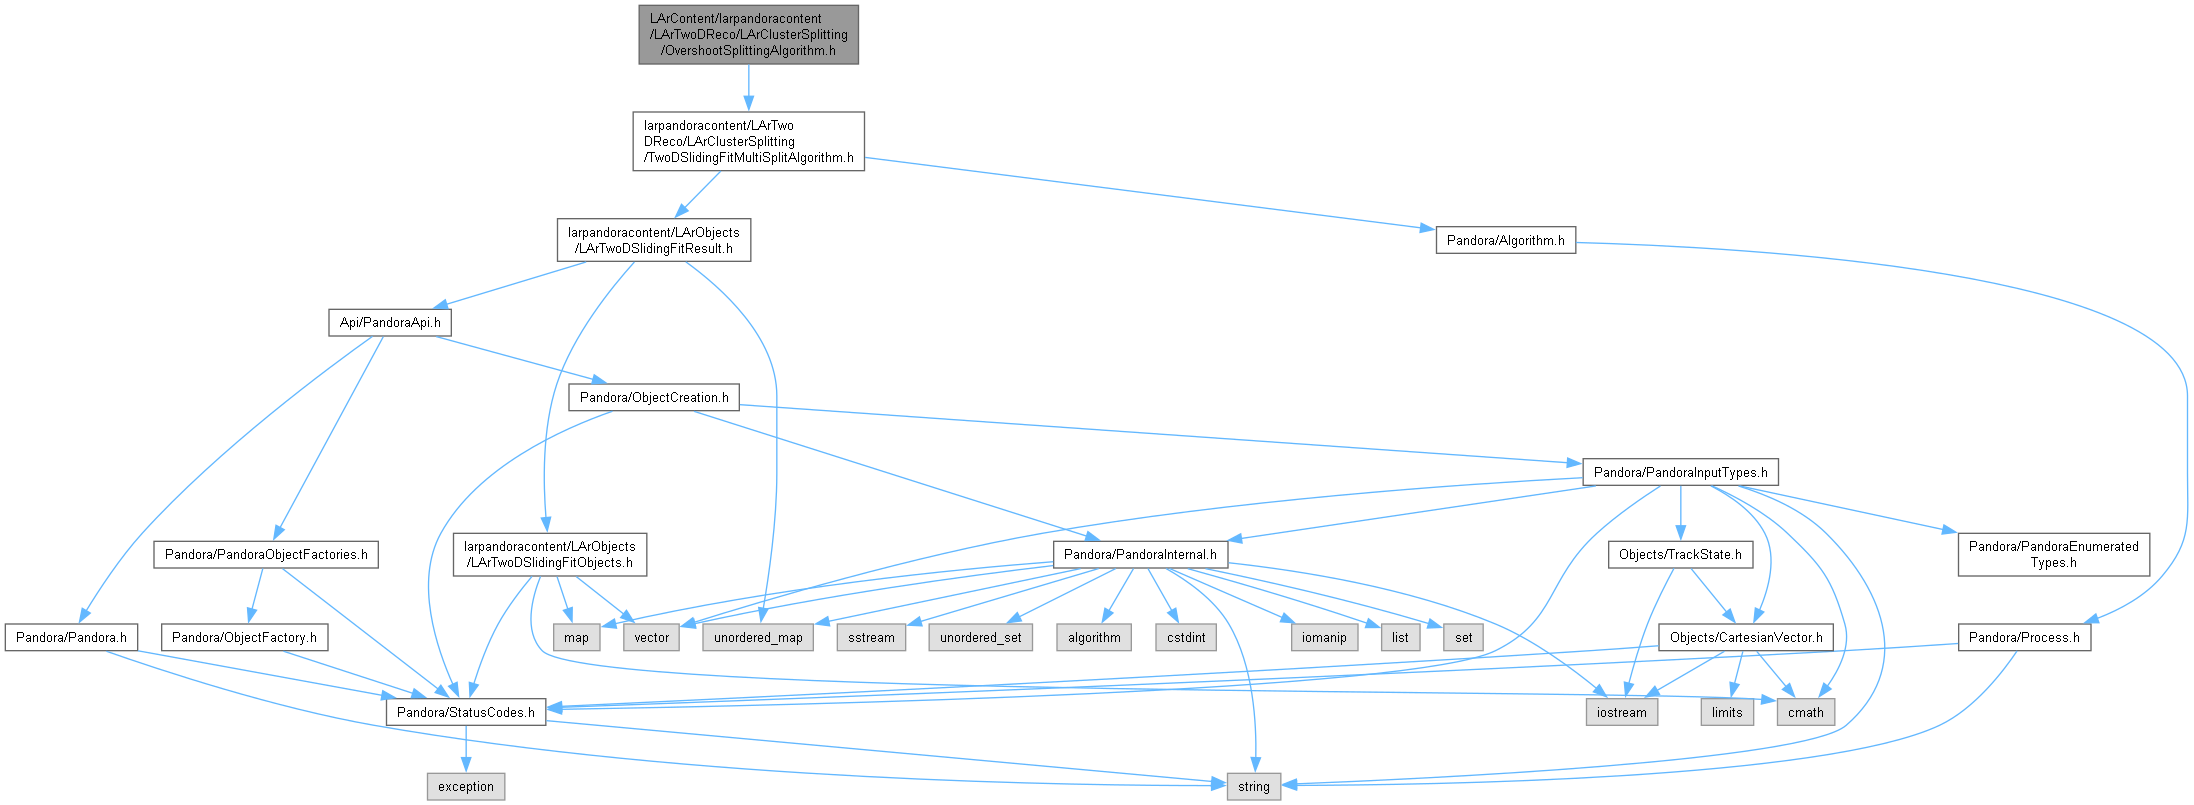 LArContent/larpandoracontent
/LArTwoDReco/LArClusterSplitting
/OvershootSplittingAlgorithm.h
larpandoracontent/LArTwo
DReco/LArClusterSplitting
/TwoDSlidingFitMultiSplitAlgorithm.h
larpandoracontent/LArObjects
/LArTwoDSlidingFitResult.h
Pandora/Algorithm.h
Api/PandoraApi.h
Pandora/ObjectCreation.h
Pandora/PandoraInputTypes.h
Pandora/PandoraObjectFactories.h
larpandoracontent/LArObjects
/LArTwoDSlidingFitObjects.h
Pandora/PandoraInternal.h
Objects/TrackState.h
Pandora/PandoraEnumerated
Types.h
Pandora/Pandora.h
Pandora/ObjectFactory.h
map
vector
unordered_map
sstream
unordered_set
algorithm
cstdint
iomanip
list
set
Objects/CartesianVector.h
Pandora/Process.h
Pandora/StatusCodes.h
iostream
limits
cmath
exception
string